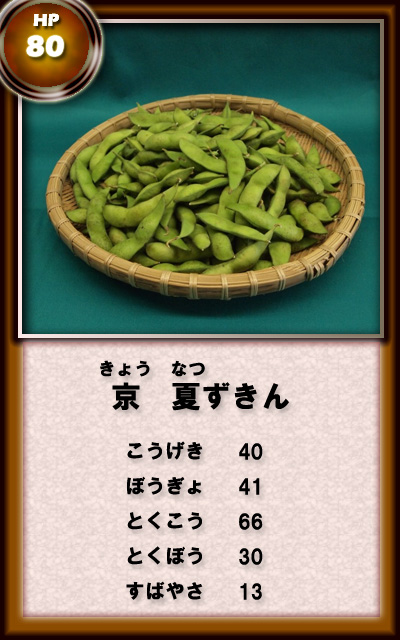 HP
80
きょう なつ
京 夏ずきん
こうげき 40
ぼうぎょ 41
とくこう 66
とくぼう 30
すばやさ 13